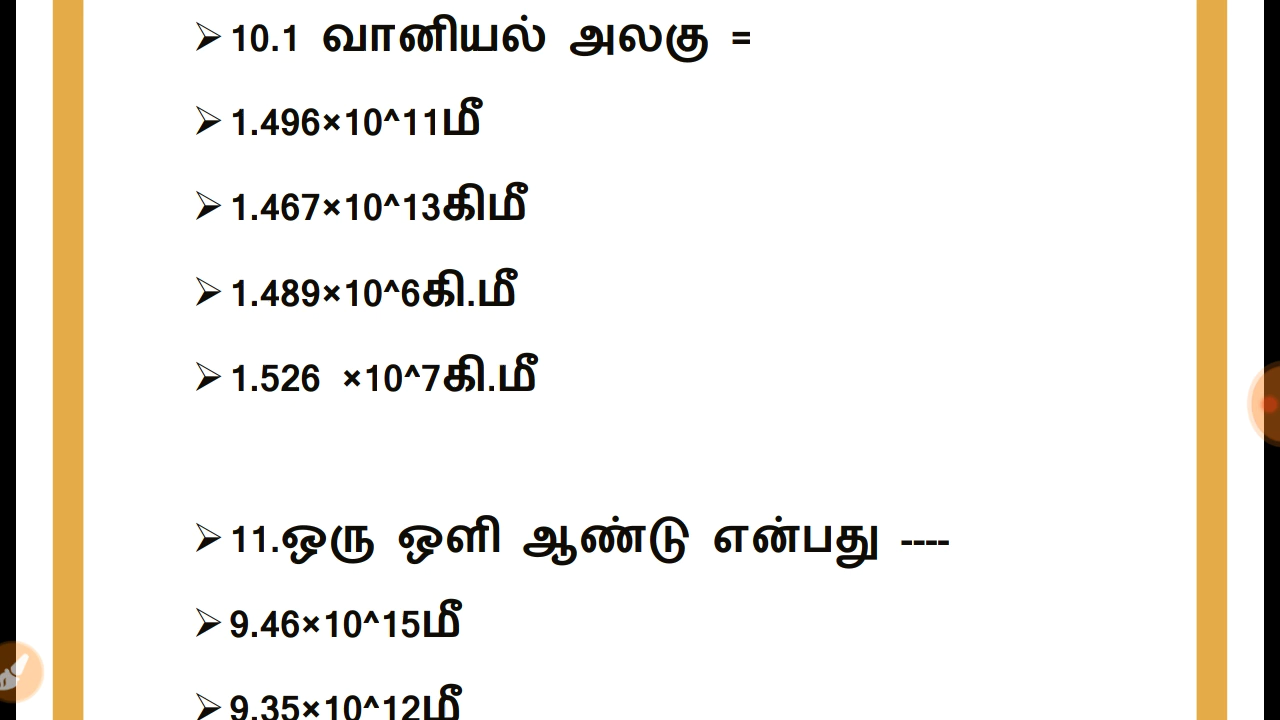 ➢10.1 வானியல் அலகு =
➢1.496×10^11மீ
➢1.467×10^13கிமீ
➢1.489×10^6கி.மீ
➢1.526 ×10^7கி.மீ
➢11.ஒரு ஒளி ஆண்டு என்பது ----
➢9.46×10^15மீ
➢9.35×10^12மீ